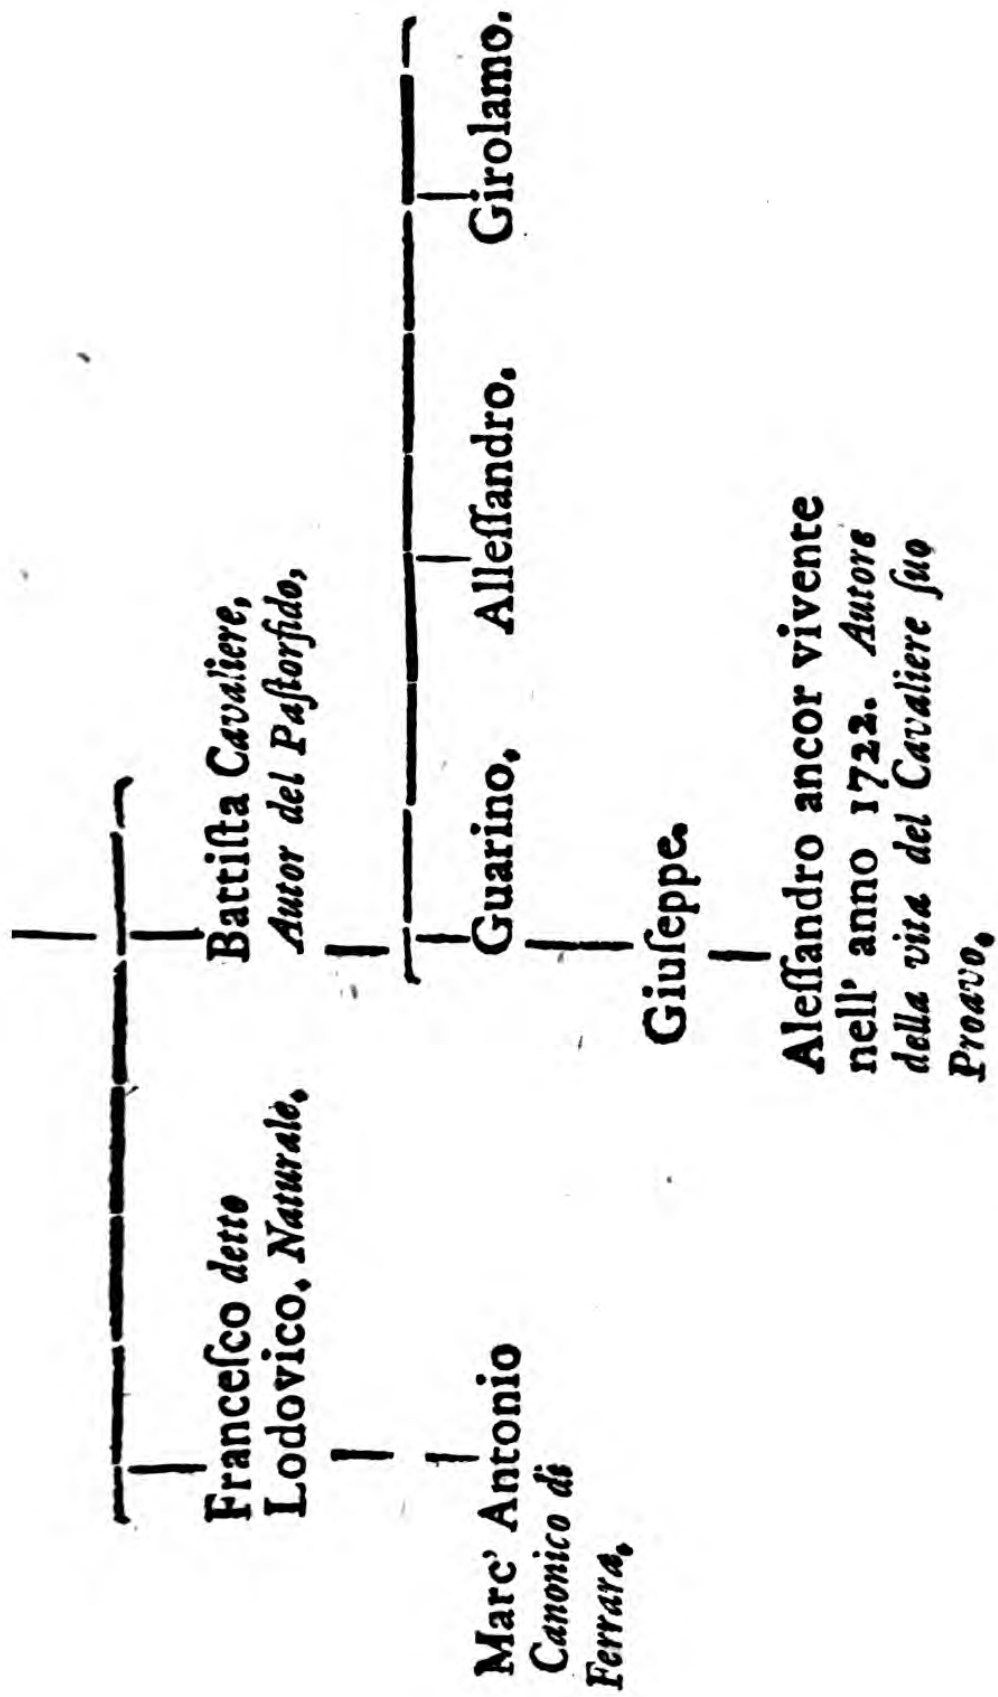 Franceſco detto
Lodovico. Naturale.
Battiſta Cavaliere,
Autor del Paſtorfido,
Marc' Antonio
Canonico di
Ferrara.
Guarino.
Alleſſandro.
Girolamo.
Giuſeppe.
Aleſſandro ancor vivente
nell' anno 1722. Autore
della vita del Cavaliere ſuo
Proavo.